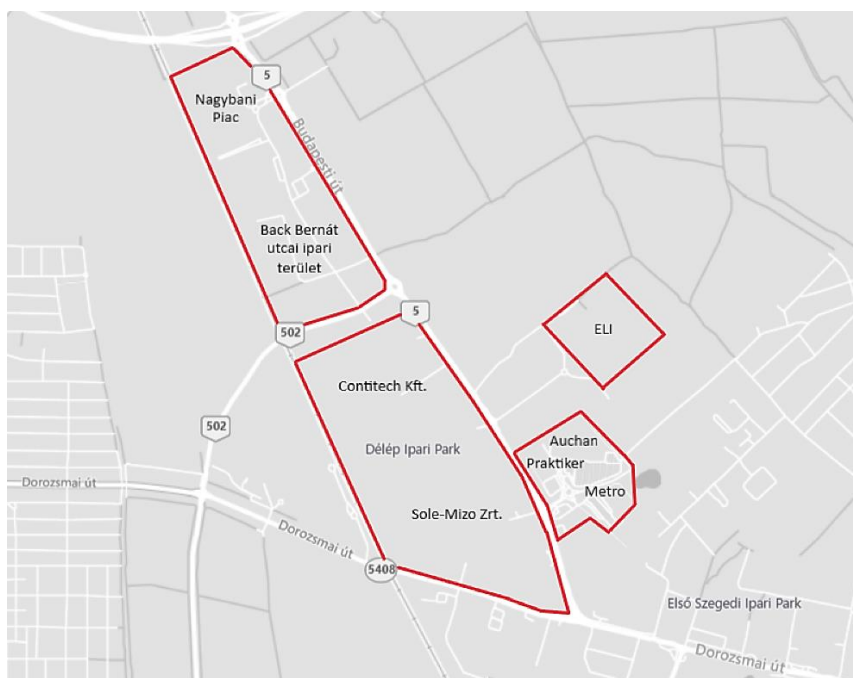 5
Nagybani
Piac
Budapesti út
Back Bernát
utcai ipari
terület
5
502
ELI
Contitech Kft.
502
Auchan
Délép Ipari Park
Praktiker
Dorozsmai út
Metro
Sole-Mizo Zrt.
Dorozsmai út
5408
Első Szegedi Ipari Park
Dorozsmai út